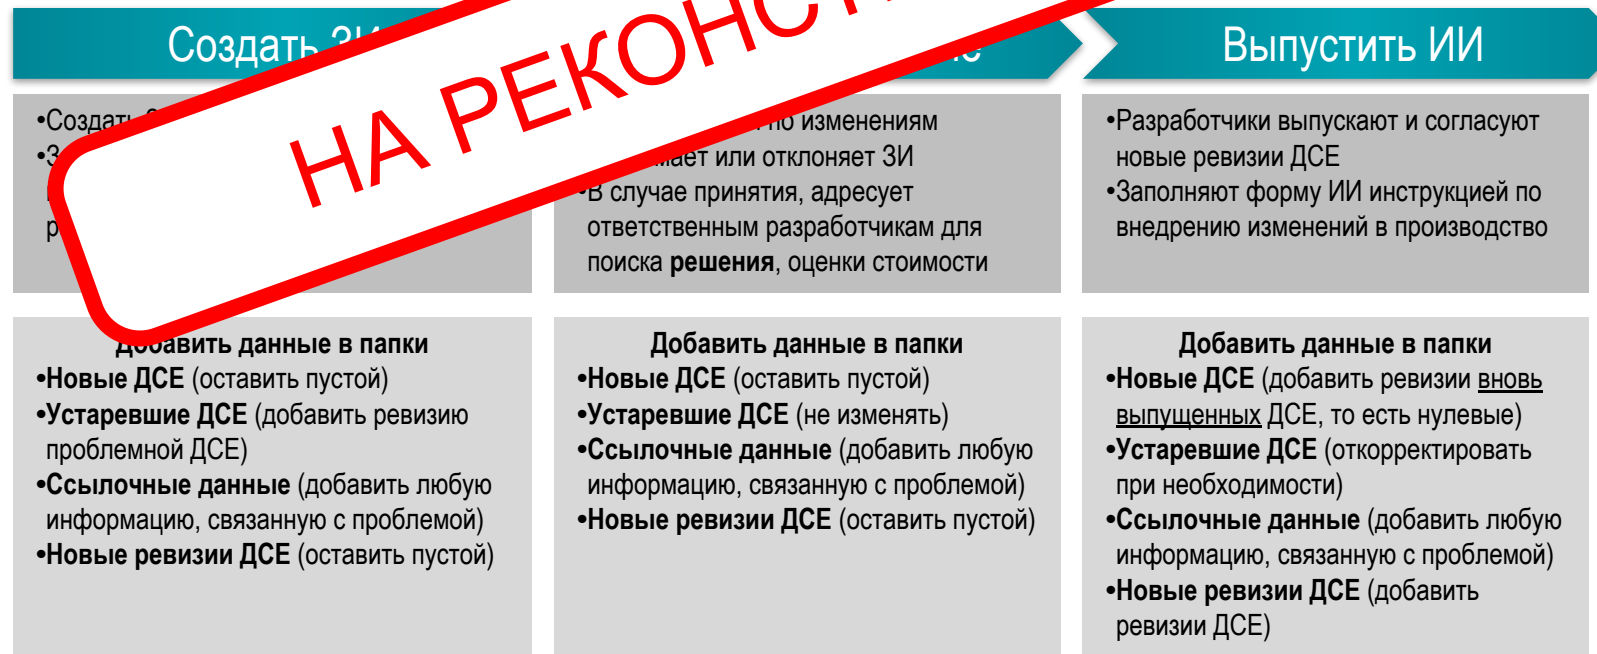 Создать ЗИ
Выпустить ИИ
НА РЕКОНСТ
•Создать
по изменениям
или отклоняет ЗИ
•В случае принятия, адресует
ответственным разработчикам для
поиска решения, оценки стоимости
•Разработчики выпускают и согласуют
новые ревизии ДСЕ
•Заполняют форму ИИ инструкцией по
внедрению изменений в производство
Добавить данные в папки
•Новые ДСЕ (оставить пустой)
•Устаревшие ДСЕ (добавить ревизию
проблемной ДСЕ)
•Ссылочные данные (добавить любую
информацию, связанную с проблемой)
•Новые ревизии ДСЕ (оставить пустой)
Добавить данные в папки
•Новые ДСЕ (оставить пустой)
•Устаревшие ДСЕ (не изменять)
•Ссылочные данные (добавить любую
информацию, связанную с проблемой)
•Новые ревизии ДСЕ (оставить пустой)
Добавить данные в папки
•Новые ДСЕ (добавить ревизии вновь
выпущенных ДСЕ, то есть нулевые)
•Устаревшие ДСЕ (откорректировать
при необходимости)
•Ссылочные данные (добавить любую
информацию, связанную с проблемой)
•Новые ревизии ДСЕ (добавить
ревизии ДСЕ)